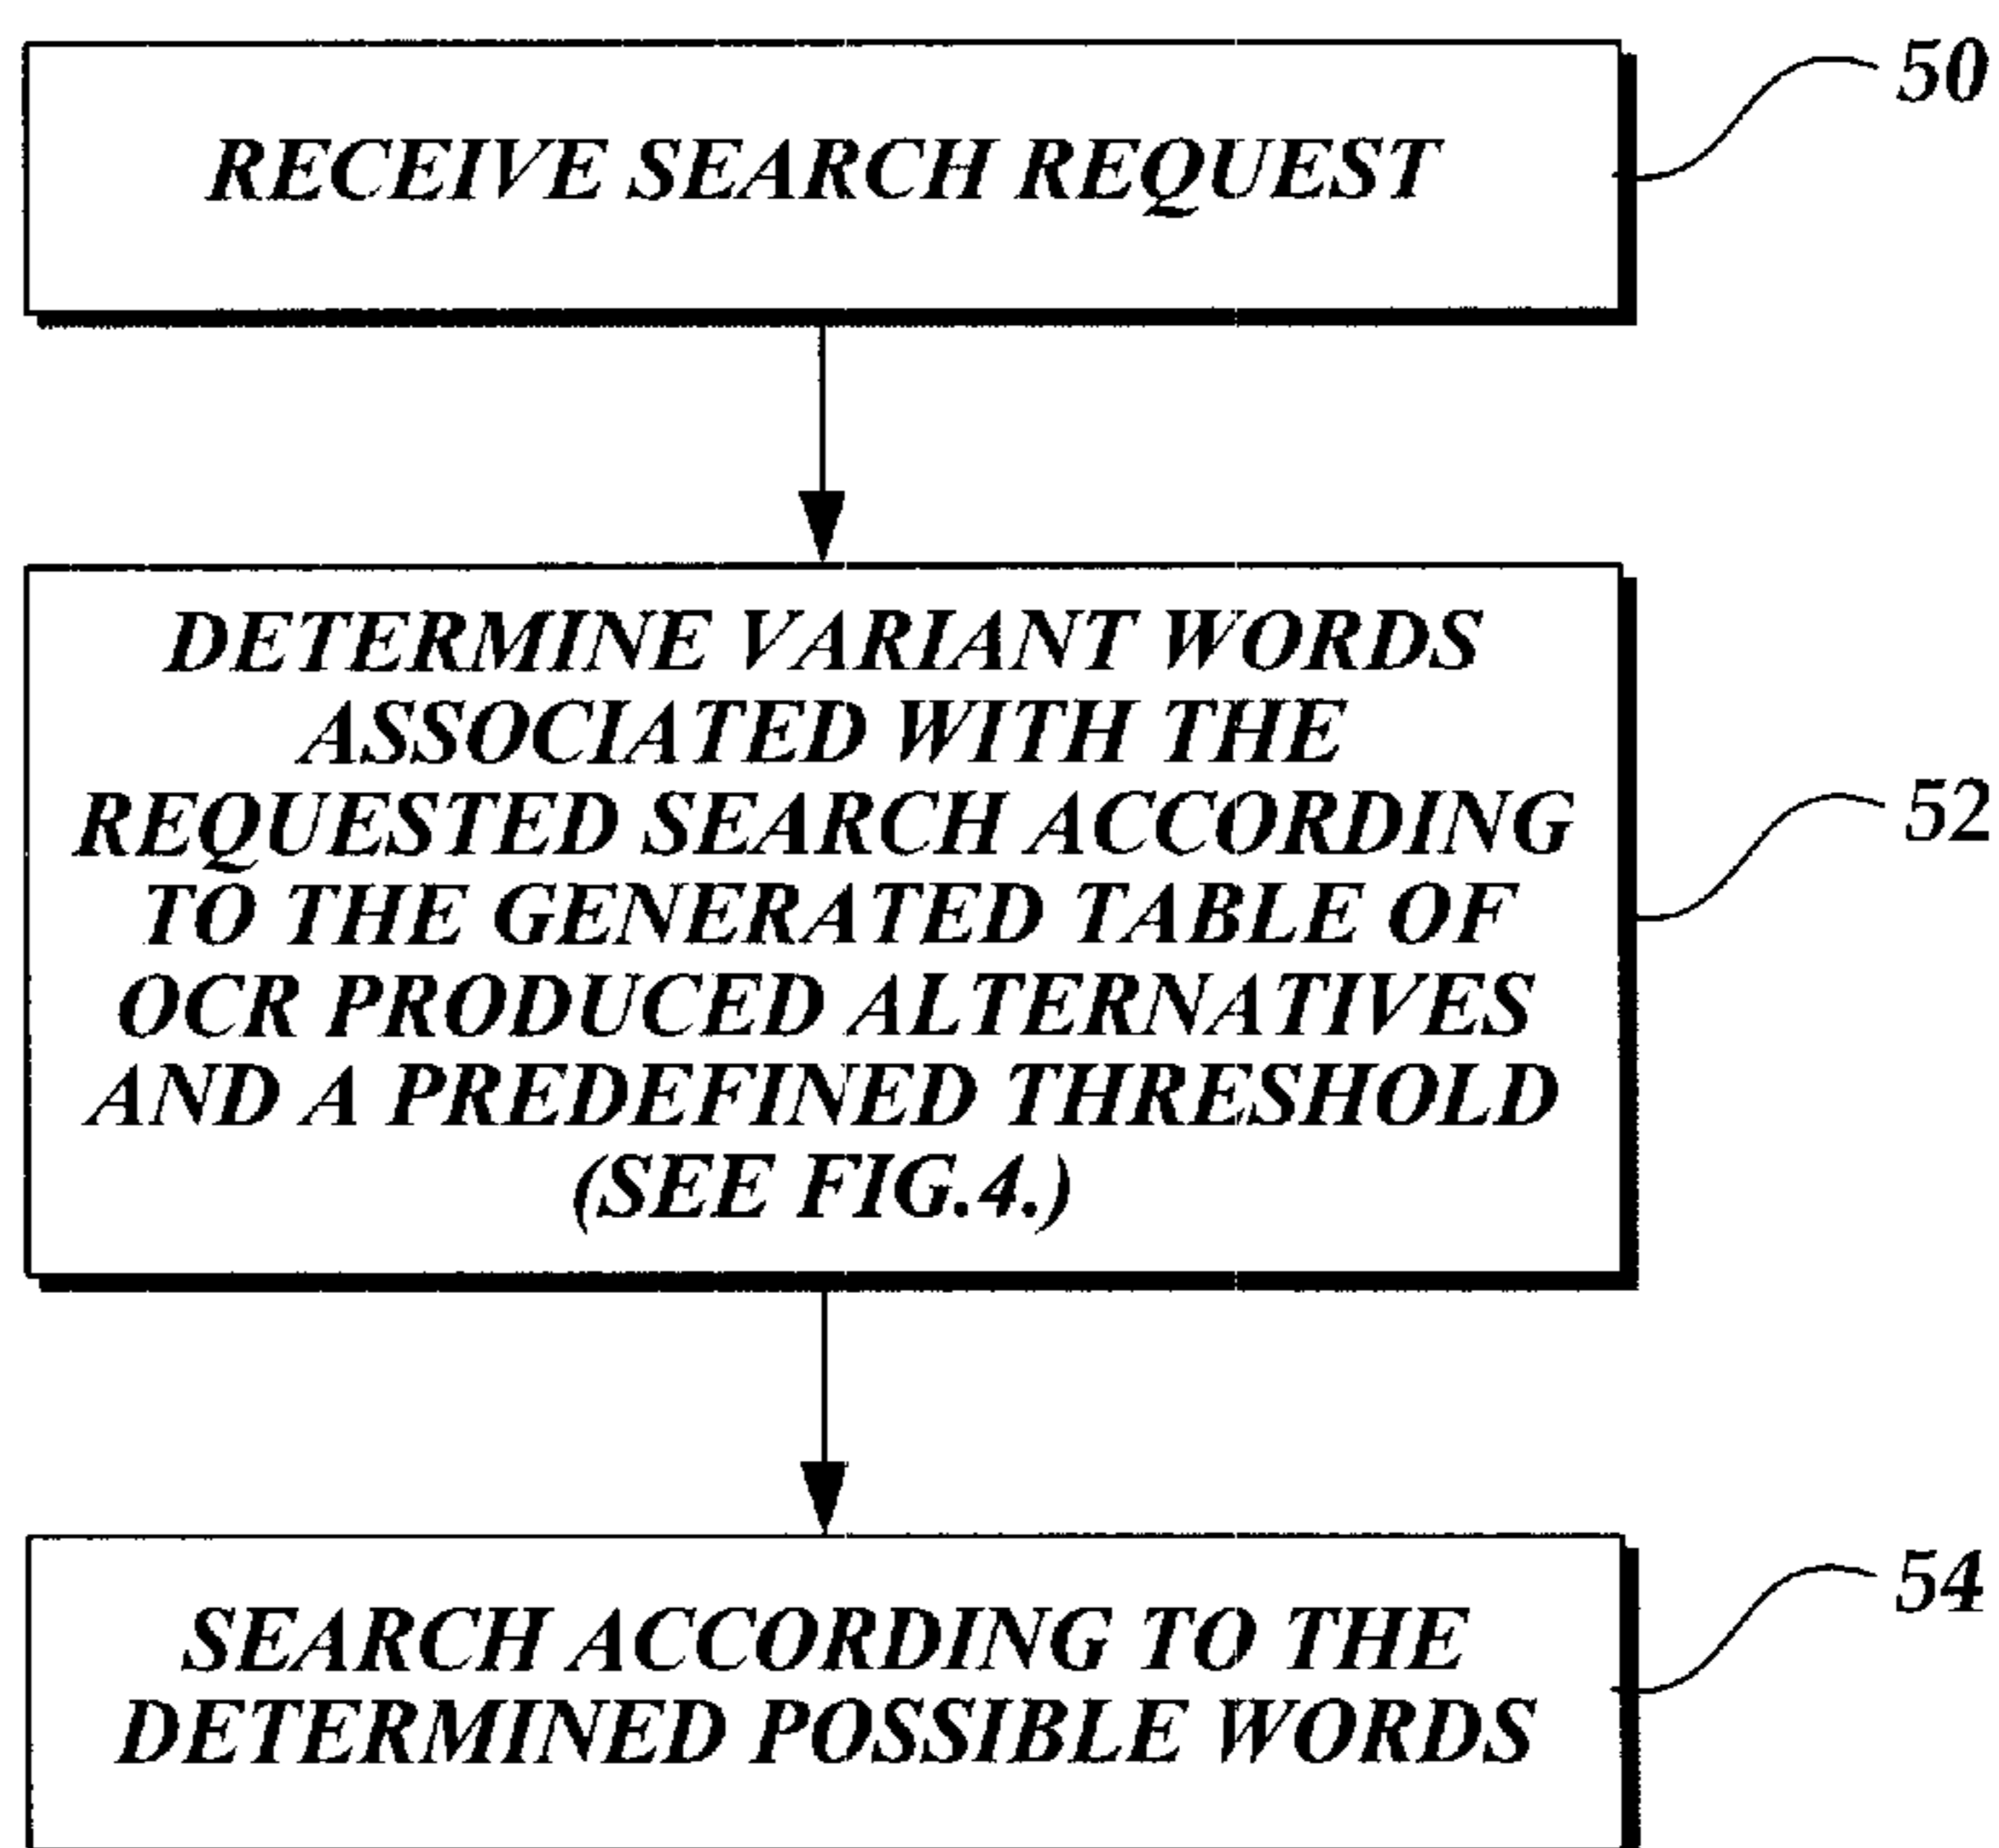 RECEIVE SEARCH REQUEST
50
DETERMINE VARIANT WORDS
ASSOCIATED WITH THE
REQUESTED SEARCH ACCORDING
TO THE GENERATED TABLE OF
OCR PRODUCED ALTERNATIVES
AND A PREDEFINED THRESHOLD
(SEE FIG.4.)
52
SEARCH ACCORDING TO THE
DETERMINED POSSIBLE WORDS
54